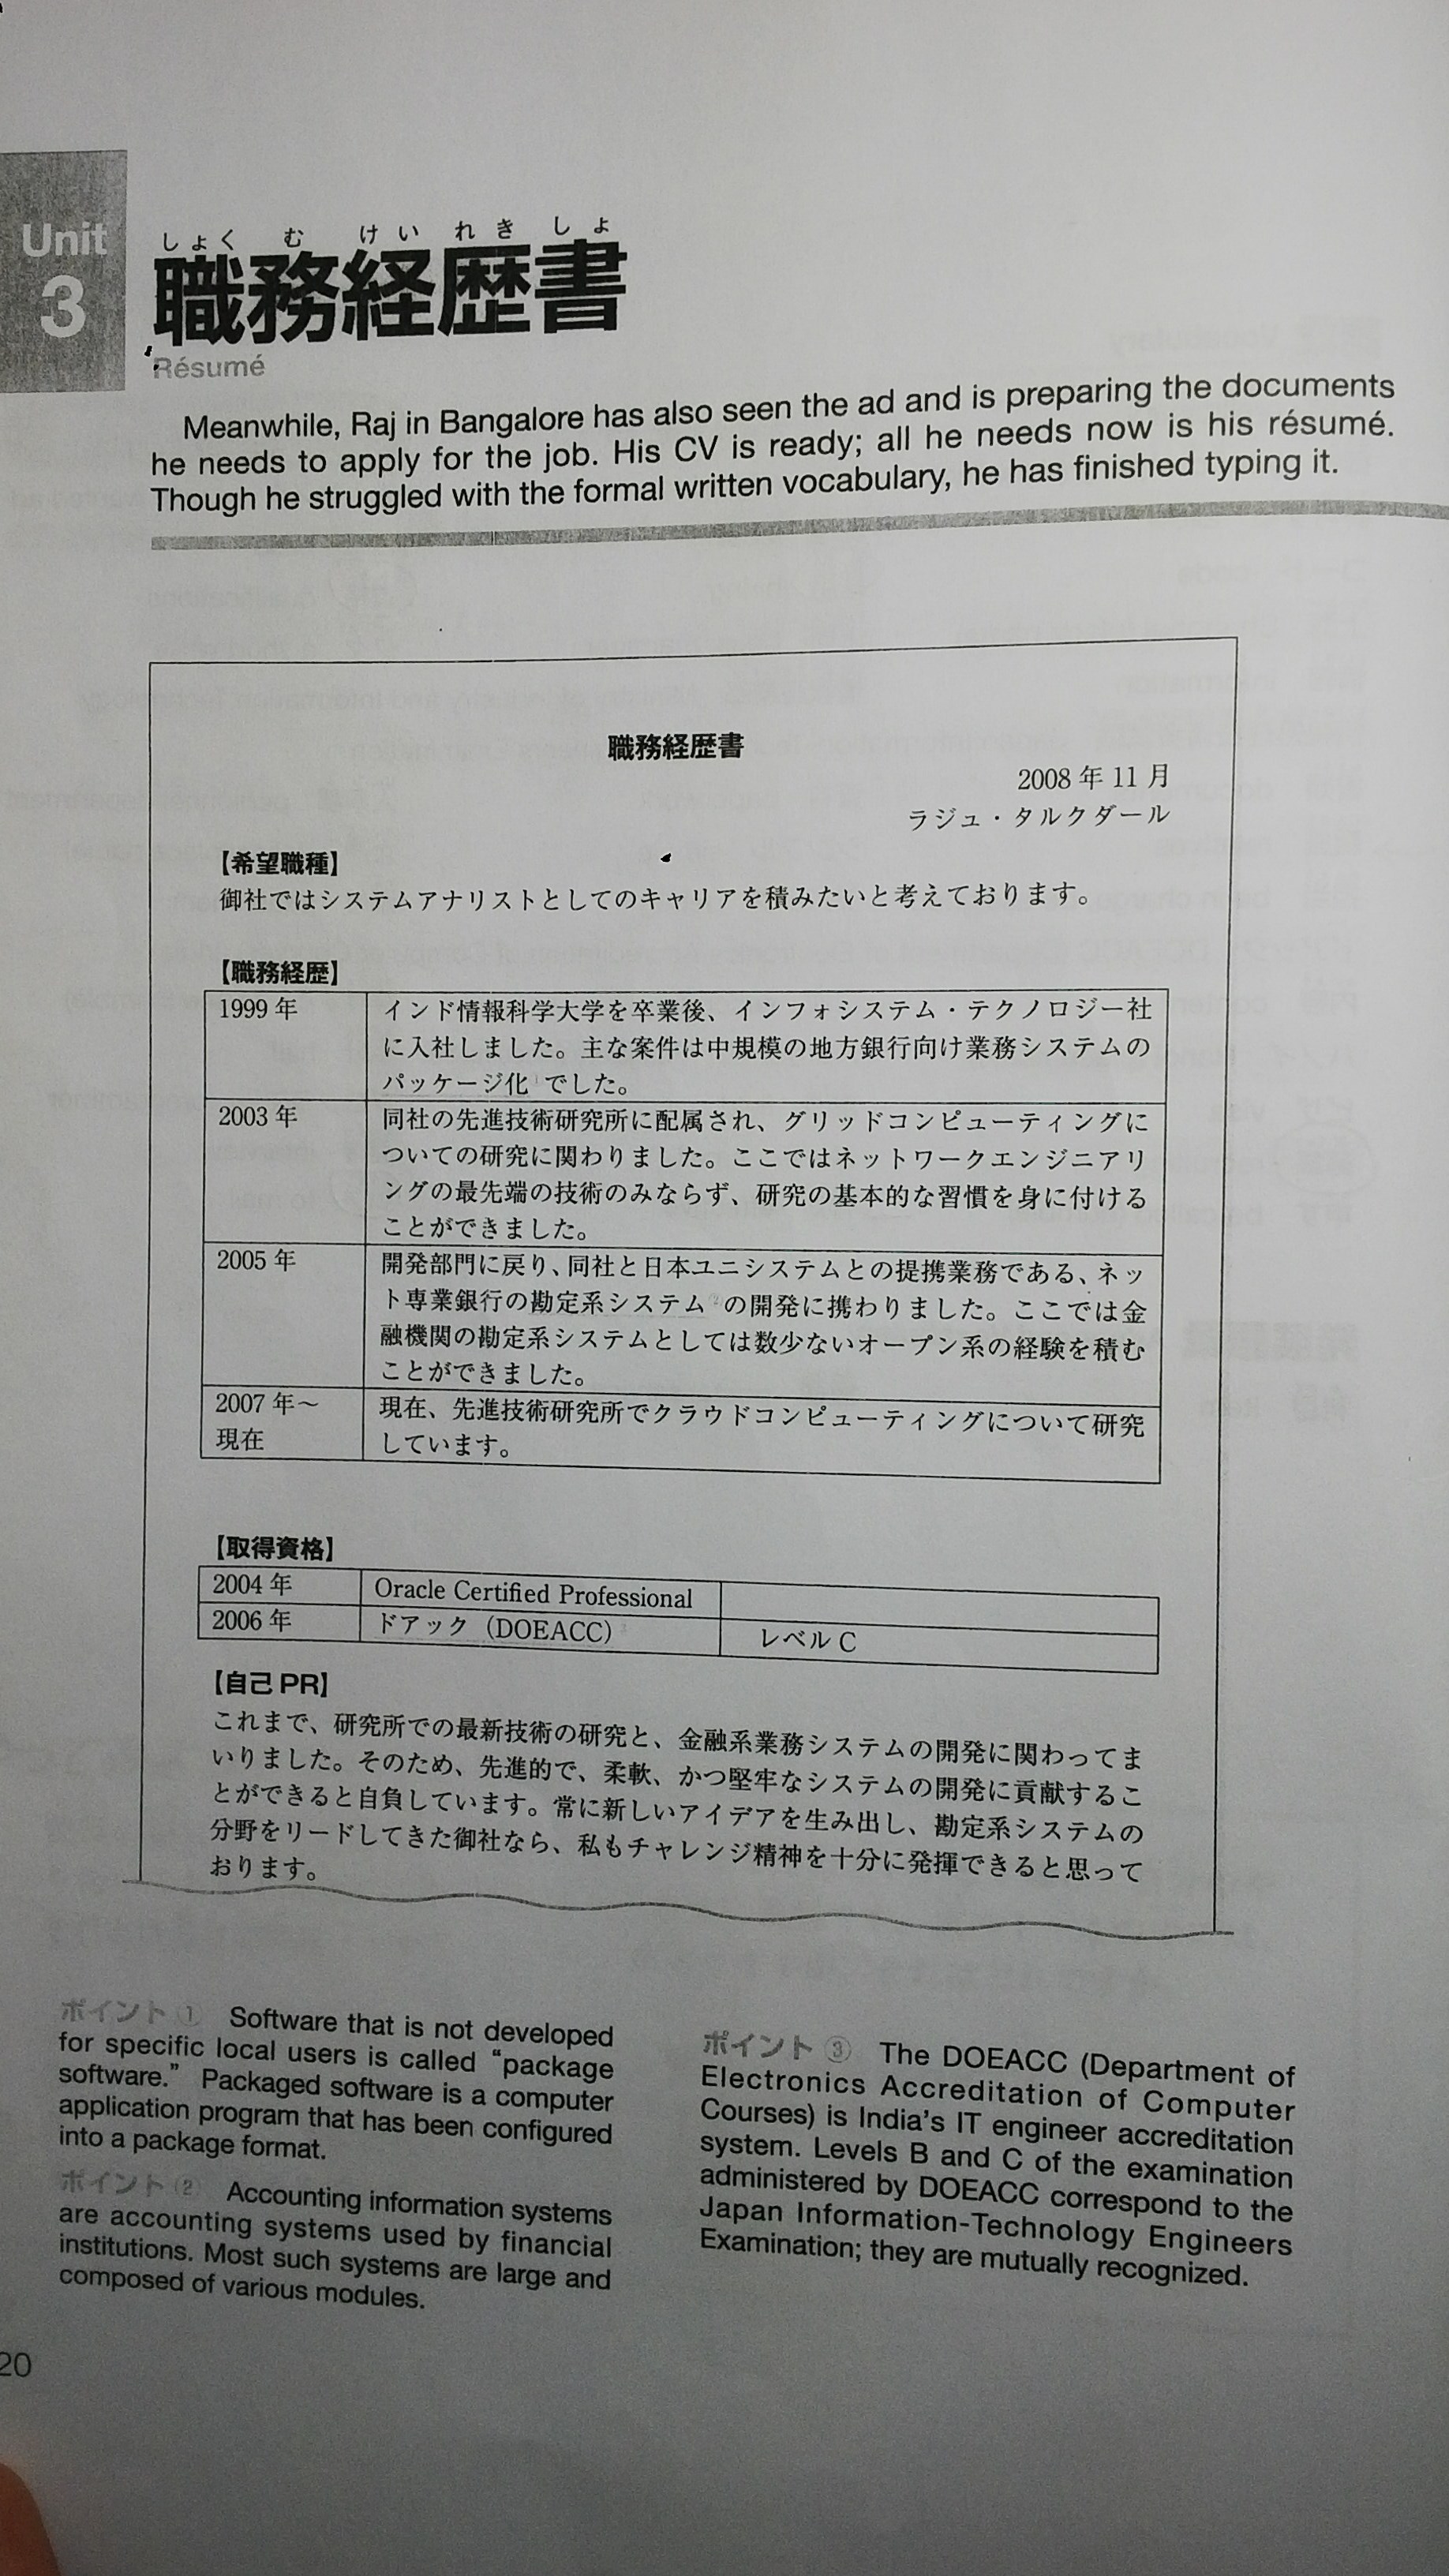 Unit
3
しょく む けい れき しょ
職務経歴書
Résumé
Meanwhile, Raj in Bangalore has also seen the ad and is preparing the documents
he needs to apply for the job. His CV is ready; all he needs now is his résumé.
Though he struggled with the formal written vocabulary, he has finished typing it.
職務経歴書
2008年11月
ラジュ・タルクダール
【希望職種】
御社ではシステムアナリストとしてのキャリアを積みたいと考えております。
【職務経歴】
1999年 インド情報科学大学を卒業後、インフォシステム・テクノロジー社
に入社しました。主な案件は中規模の地方銀行向け業務システムの
パッケージ化①でした。
2003年 同社の先進技術研究所に配属され、グリッドコンピューティングに
ついての研究に関わりました。ここではネットワークエンジニアリ
ングの最先端の技術のみならず、研究の基本的な習慣を身に付ける
ことができました。
2005年 開発部門に戻り、同社と日本ユニシステムとの提携業務である、ネッ
ト専業銀行の勘定系システム②の開発に携わりました。ここでは金
融機関の勘定系システムとしては数少ないオープン系の経験を積む
ことができました。
2007年〜 現在、先進技術研究所でクラウドコンピューティングについて研究
現在 しています。
【取得資格】
2004年 Oracle Certified Professional
2006年 ドアック（DOEACC）③ レベルC
【自己PR】
これまで、研究所での最新技術の研究と、金融系業務システムの開発に関わってま
いりました。そのため、先進的で、柔軟、かつ堅牢なシステムの開発に貢献するこ
とができると自負しています。常に新しいアイデアを生み出し、勘定系システムの
分野をリードしてきた御社なら、私もチャレンジ精神を十分に発揮できると思って
おります。
ポイント① Software that is not developed
for specific local users is called “package
software.” Packaged software is a computer
application program that has been configured
into a package format.
ポイント② Accounting information systems
are accounting systems used by financial
institutions. Most such systems are large and
composed of various modules.
ポイント③ The DOEACC (Department of
Electronics Accreditation of Computer
Courses) is India’s IT engineer accreditation
system. Levels B and C of the examination
administered by DOEACC correspond to the
Japan Information-Technology Engineers
Examination; they are mutually recognized.
20